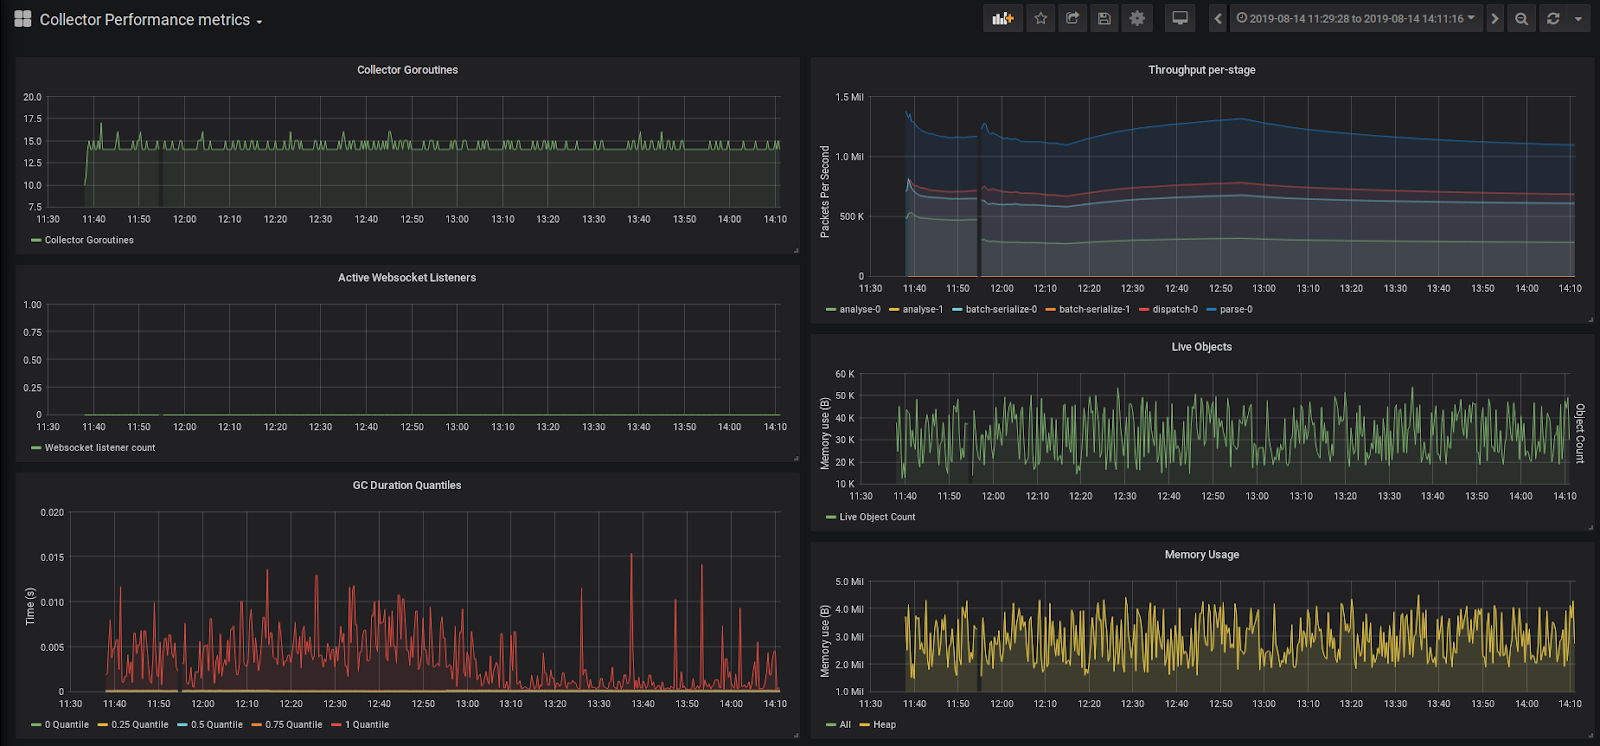 Collector Performance metrics
2019-08-14 11:29:28 to 2019-08-14 14:11:16
Collector Goroutines
20.0
17.5
15.0
12.5
10.0
7.5
11:30 11:40 11:50 12:00 12:10 12:20 12:30 12:40 12:50 13:00 13:10 13:20 13:30 13:40 13:50 14:00 14:10
Collector Goroutines
Active Websocket Listeners
1.00
0.75
0.50
0.25
0
11:30 11:40 11:50 12:00 12:10 12:20 12:30 12:40 12:50 13:00 13:10 13:20 13:30 13:40 13:50 14:00 14:10
Websocket listener count
GC Duration Quantiles
Time (s)
0.020
0.015
0.010
0.005
0
11:30 11:40 11:50 12:00 12:10 12:20 12:30 12:40 12:50 13:00 13:10 13:20 13:30 13:40 13:50 14:00 14:10
0 Quantile 0.25 Quantile 0.5 Quantile 0.75 Quantile 1 Quantile
Throughput per-stage
Packets Per Second
1.5 Mil
1.0 Mil
500 K
0
11:30 11:40 11:50 12:00 12:10 12:20 12:30 12:40 12:50 13:00 13:10 13:20 13:30 13:40 13:50 14:00 14:10
analyse-0 analyse-1 batch-serialize-0 batch-serialize-1 dispatch-0 parse-0
Live Objects
Memory use (B)
60 K
50 K
40 K
30 K
20 K
10 K
Object Count
11:30 11:40 11:50 12:00 12:10 12:20 12:30 12:40 12:50 13:00 13:10 13:20 13:30 13:40 13:50 14:00 14:10
Live Object Count
Memory Usage
Memory use (B)
5.0 Mil
4.0 Mil
3.0 Mil
2.0 Mil
1.0 Mil
11:30 11:40 11:50 12:00 12:10 12:20 12:30 12:40 12:50 13:00 13:10 13:20 13:30 13:40 13:50 14:00 14:10
All Heap